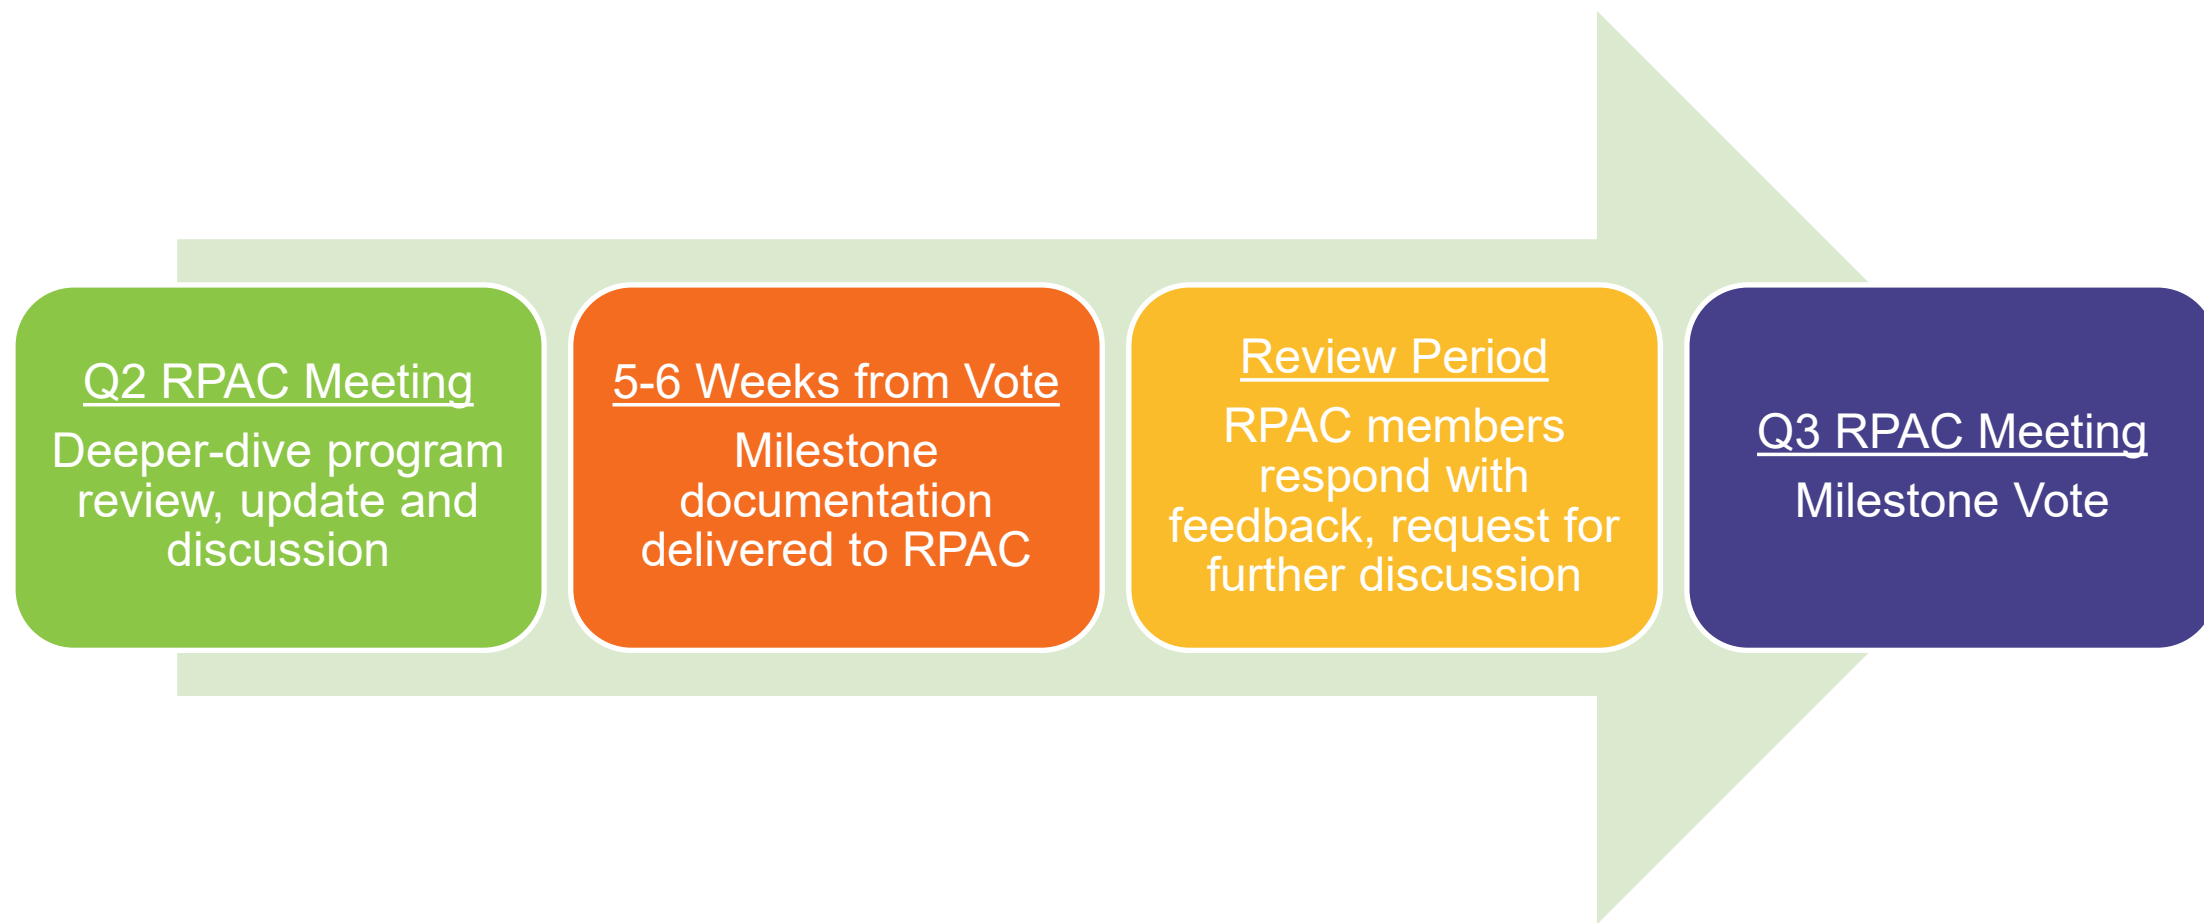 Q2 RPAC Meeting
Deeper-dive program
review, update and
discussion
5-6 Weeks from Vote
Milestone
documentation
delivered to RPAC
Review Period
RPAC members
respond with
feedback, request for
further discussion
Q3 RPAC Meeting
Milestone Vote